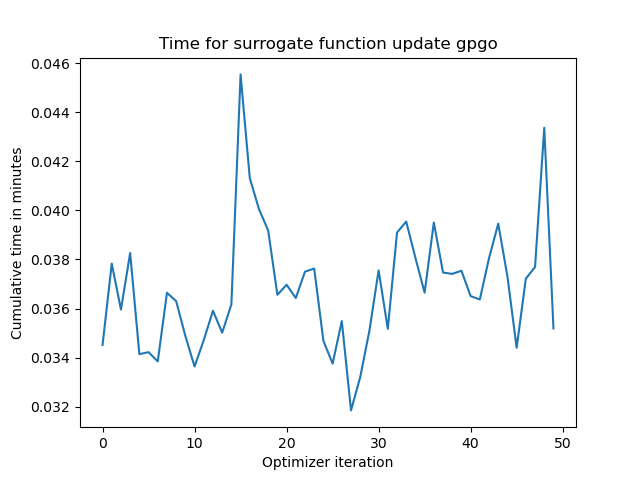 Time for surrogate function update gpgo
0.046
0.044
0.042
0.040
0.038
0.036
0.034
0.032
Cumulative time in minutes
0 10 20 30 40 50
Optimizer iteration